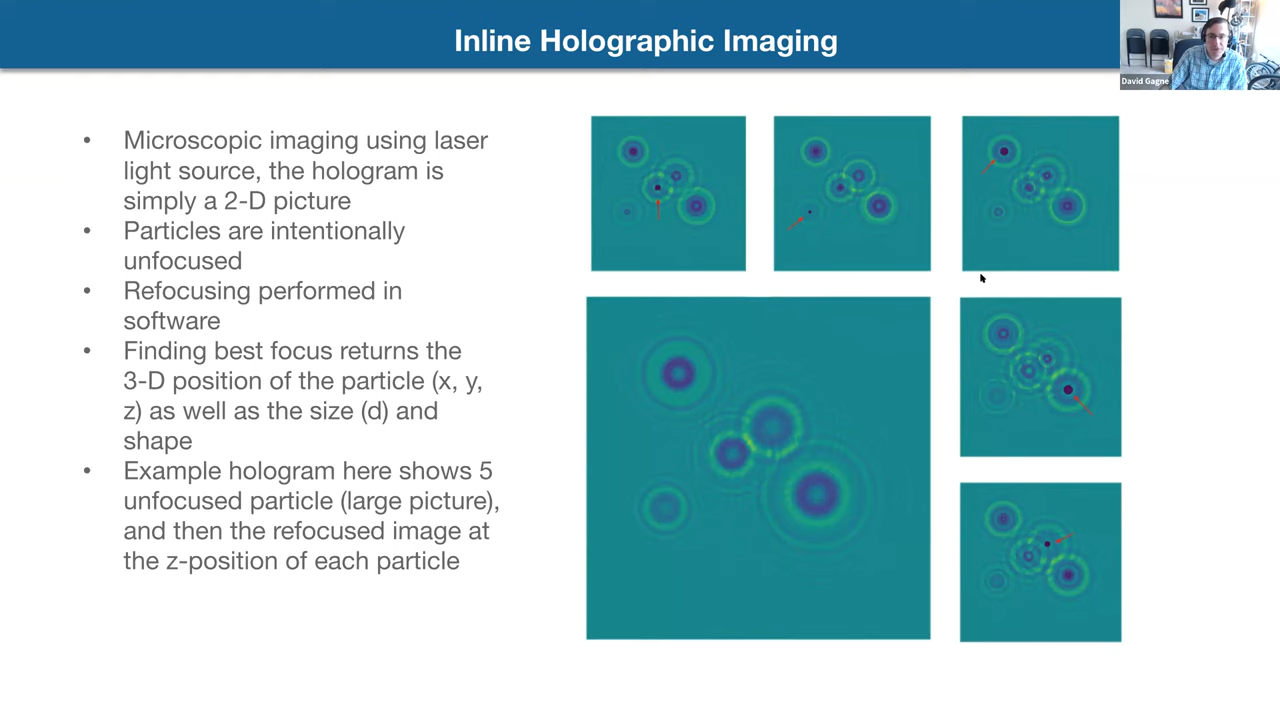 Inline Holographic Imaging
David Gagne
• Microscopic imaging using laser
light source, the hologram is
simply a 2-D picture
• Particles are intentionally
unfocused
• Refocusing performed in
software
• Finding best focus returns the
3-D position of the particle (x, y,
z) as well as the size (d) and
shape
• Example hologram here shows 5
unfocused particle (large picture),
and then the refocused image at
the z-position of each particle